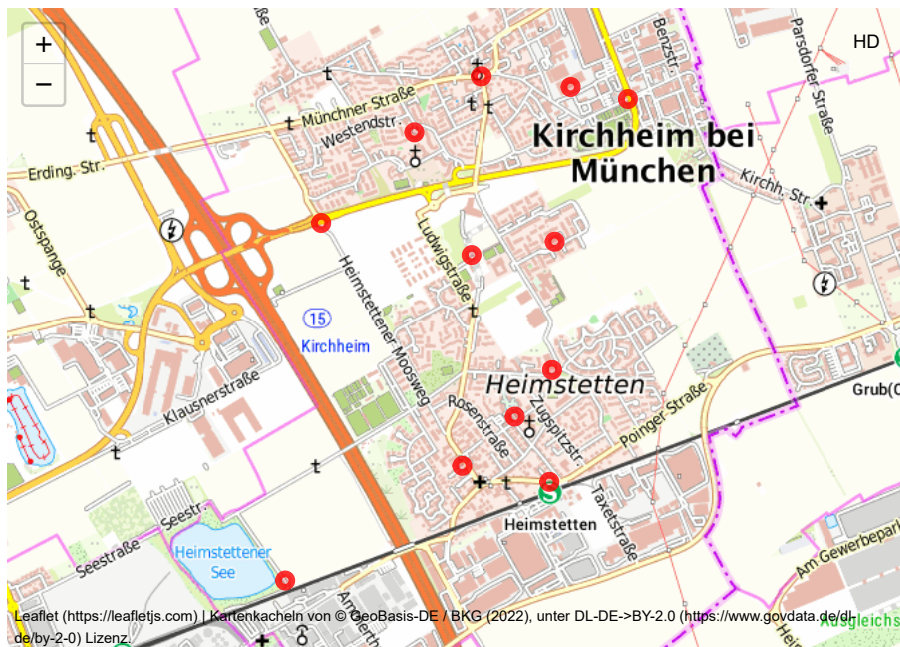 +
−
HD
Benzstr.
Parsdorfer Straße
Münchner Straße
Westendstr.
Kirchheim bei
München
Erding. Str.
Kirchh. Str.
Ostspange
Ludwigstraße
Heimstettener Moosweg
15
Kirchheim
Klausnerstraße
Heimstetten
Rosenstraße
Zugspitzstr.
Poinger Straße
Grub(
S
Heimstetten
Taxetstraße
Seestr.
Seestraße
Heimstettener
See
Am Gewerbepark
Ausgleichs
Leaflet (https://leafletjs.com) | Kartenkacheln von © GeoBasis-DE / BKG (2022), unter DL-DE->BY-2.0 (https://www.govdata.de/dl-
de/by-2-0) Lizenz.